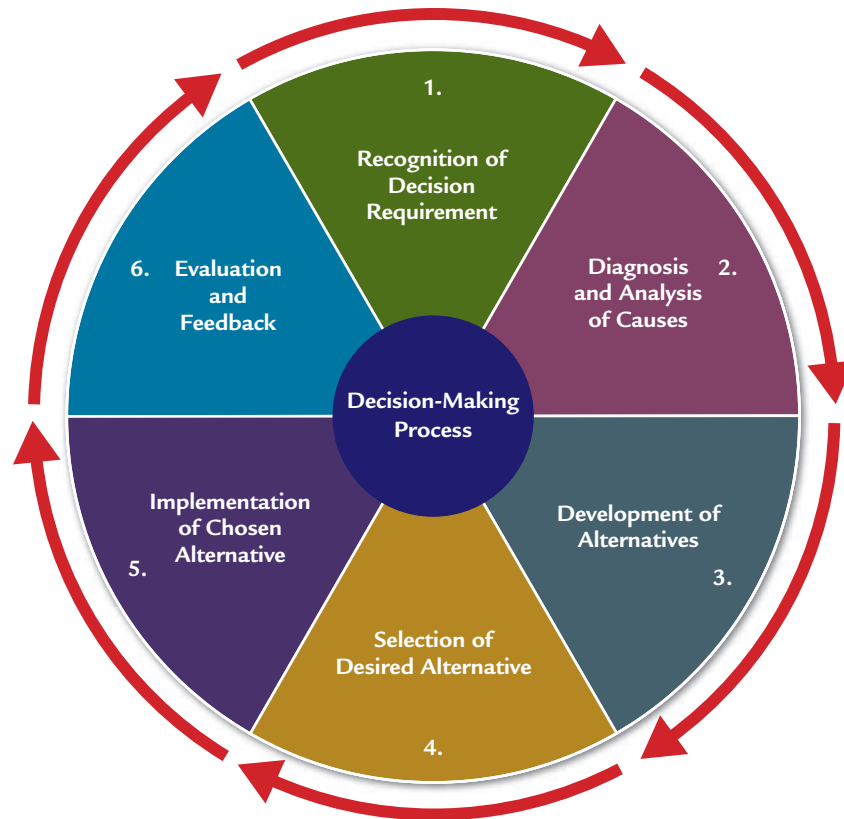 1.
Recognition of
Decision
Requirement
2.
Diagnosis
and Analysis
of Causes
3.
Development of
Alternatives
4.
Selection of
Desired Alternative
5.
Implementation
of Chosen
Alternative
6.
Evaluation
and
Feedback
Decision-Making
Process